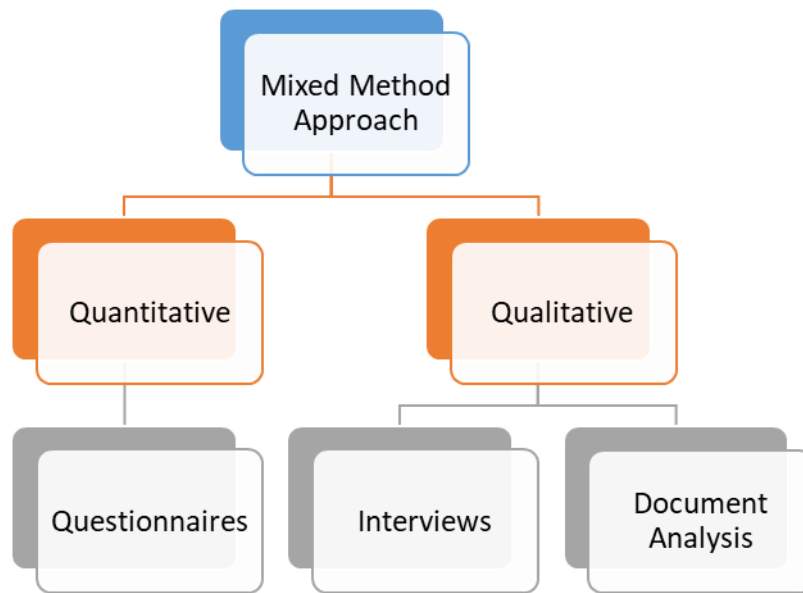 Mixed Method
Approach
Quantitative
Qualitative
Questionnaires
Interviews
Document
Analysis